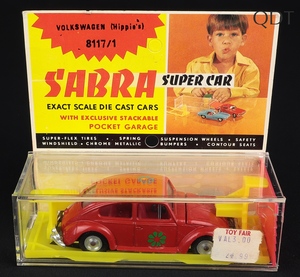 QDT
VOLKSWAGEN (Hippie's)
8117/1
SABRA SUPER CAR
EXACT SCALE DIE CAST CARS
WITH EXCLUSIVE STACKABLE
POCKET GARAGE
SUPER-FLEX TIRES • SPRING SUSPENSION WHEELS • SAFETY
WINDSHIELD • CHROME METALLIC BUMPERS • CONTOUR SEATS
TOY FAIR